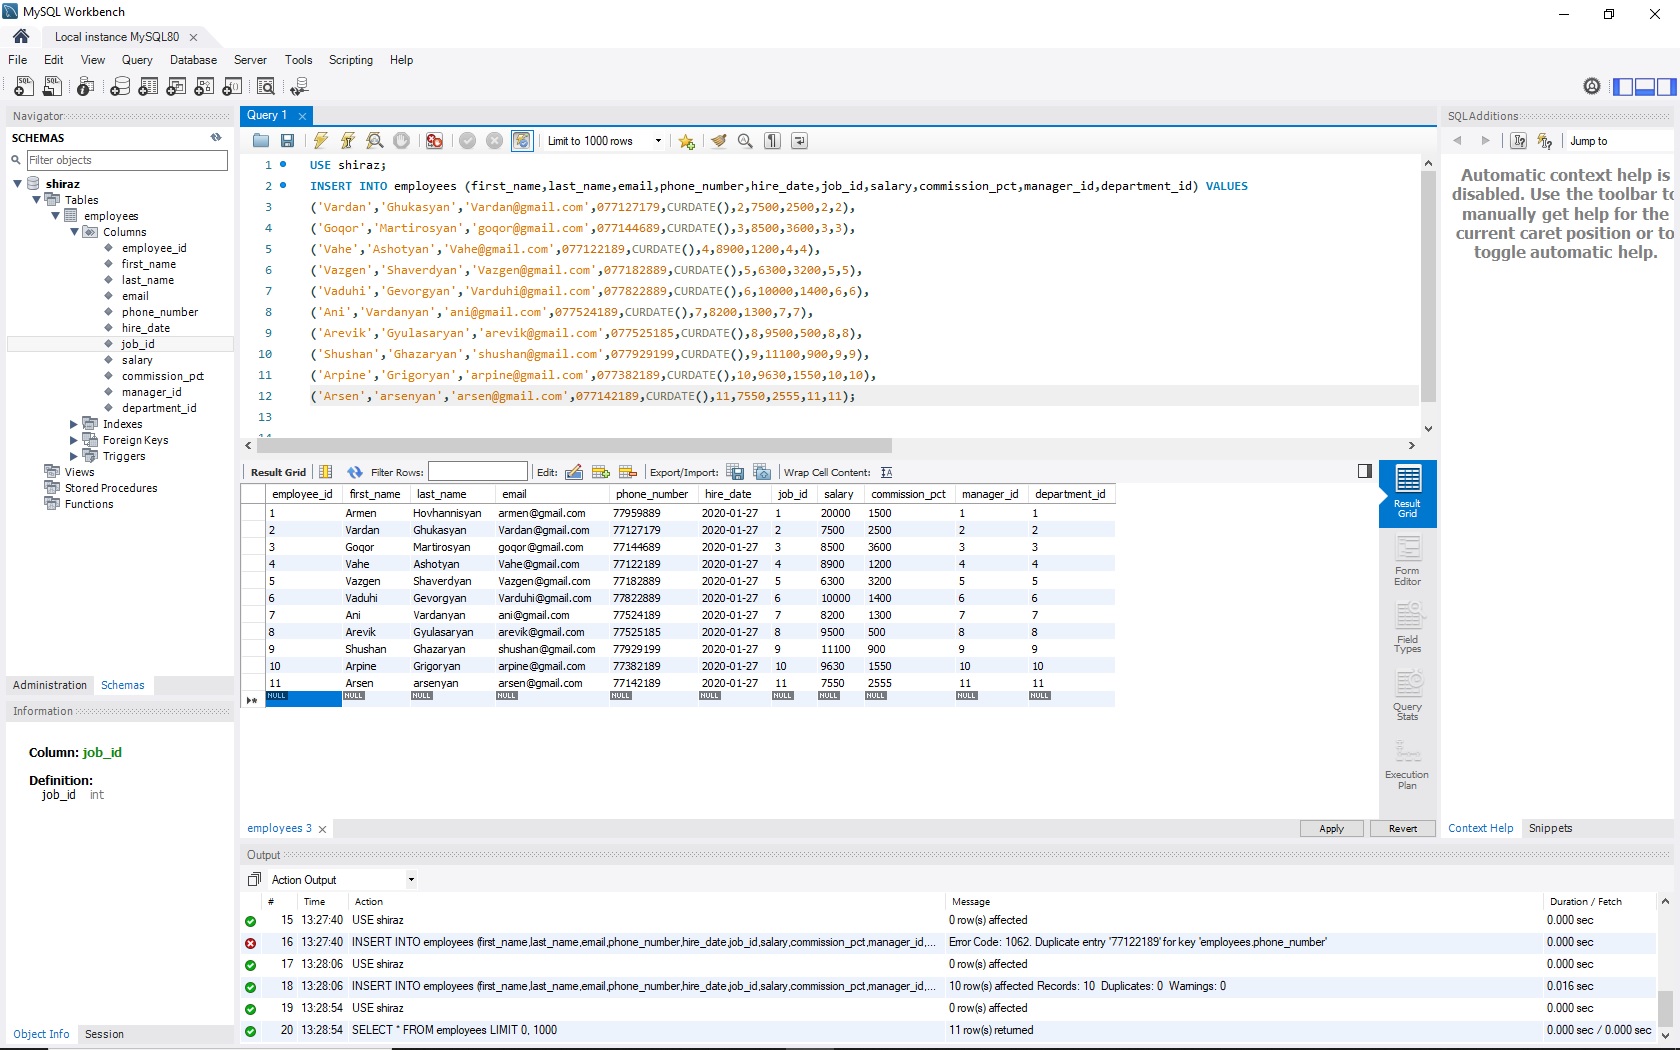 MySQL Workbench
Local instance MySQL80
File Edit View Query Database Server Tools Scripting Help
Navigator
SCHEMAS
Filter objects
shiraz
Tables
employees
Columns
employee_id
first_name
last_name
email
phone_number
hire_date
job_id
salary
commission_pct
manager_id
department_id
Indexes
Foreign Keys
Triggers
Views
Stored Procedures
Functions
Administration Schemas
Information
Column: job_id
Definition:
job_id int
Object Info Session
Query 1
Limit to 1000 rows
1 USE shiraz;
2 INSERT INTO employees (first_name,last_name,email,phone_number,hire_date,job_id,salary,commission_pct,manager_id,department_id) VALUES
3 ('Vardan','Ghukasyan','Vardan@gmail.com',077127179,CURDATE(),2,7500,2500,2,2),
4 ('Goqor','Martirosyan','goqor@gmail.com',077144689,CURDATE(),3,8500,3600,3,3),
5 ('Vahe','Ashotyan','Vahe@gmail.com',077122189,CURDATE(),4,8900,1200,4,4),
6 ('Vazgen','Shaverdyan','Vazgen@gmail.com',077182889,CURDATE(),5,6300,3200,5,5),
7 ('Vaduhi','Gevorgyan','Varduhi@gmail.com',077822889,CURDATE(),6,10000,1400,6,6),
8 ('Ani','Vardanyan','ani@gmail.com',077524189,CURDATE(),7,8200,1300,7,7),
9 ('Arevik','Gyulasaryan','arevik@gmail.com',077525185,CURDATE(),8,9500,500,8,8),
10 ('Shushan','Ghazaryan','shushan@gmail.com',077929199,CURDATE(),9,11100,900,9,9),
11 ('Arpine','Grigoryan','arpine@gmail.com',077382189,CURDATE(),10,9630,1550,10,10),
12 ('Arsen','arsenyan','arsen@gmail.com',077142189,CURDATE(),11,7550,2555,11,11);
13
14
Result Grid Filter Rows: Edit: Export/Import: Wrap Cell Content:
employee_id first_name last_name email phone_number hire_date job_id salary commission_pct manager_id department_id
1 Armen Hovhannisyan armen@gmail.com 77959889 2020-01-27 1 20000 1500 1 1
2 Vardan Ghukasyan Vardan@gmail.com 77127179 2020-01-27 2 7500 2500 2 2
3 Goqor Martirosyan goqor@gmail.com 77144689 2020-01-27 3 8500 3600 3 3
4 Vahe Ashotyan Vahe@gmail.com 77122189 2020-01-27 4 8900 1200 4 4
5 Vazgen Shaverdyan Vazgen@gmail.com 77182889 2020-01-27 5 6300 3200 5 5
6 Vaduhi Gevorgyan Varduhi@gmail.com 77822889 2020-01-27 6 10000 1400 6 6
7 Ani Vardanyan ani@gmail.com 77524189 2020-01-27 7 8200 1300 7 7
8 Arevik Gyulasaryan arevik@gmail.com 77525185 2020-01-27 8 9500 500 8 8
9 Shushan Ghazaryan shushan@gmail.com 77929199 2020-01-27 9 11100 900 9 9
10 Arpine Grigoryan arpine@gmail.com 77382189 2020-01-27 10 9630 1550 10 10
11 Arsen arsenyan arsen@gmail.com 77142189 2020-01-27 11 7550 2555 11 11
NULL NULL NULL NULL NULL NULL NULL NULL NULL NULL NULL
Result
Grid
Form
Editor
Field
Types
Query
Stats
Execution
Plan
employees 3 Apply Revert
SQLAdditions
Jump to
Automatic context help is
disabled. Use the toolbar to
manually get help for the
current caret position or to
toggle automatic help.
Context Help Snippets
Output
Action Output
# Time Action Message Duration / Fetch
15 13:27:40 USE shiraz 0 row(s) affected 0.000 sec
16 13:27:40 INSERT INTO employees (first_name,last_name,email,phone_number,hire_date,job_id,salary,commission_pct,manager_id,... Error Code: 1062. Duplicate entry '77122189' for key 'employees.phone_number' 0.000 sec
17 13:28:06 USE shiraz 0 row(s) affected 0.000 sec
18 13:28:06 INSERT INTO employees (first_name,last_name,email,phone_number,hire_date,job_id,salary,commission_pct,manager_id,... 10 row(s) affected Records: 10 Duplicates: 0 Warnings: 0 0.016 sec
19 13:28:54 USE shiraz 0 row(s) affected 0.000 sec
20 13:28:54 SELECT * FROM employees LIMIT 0, 1000 11 row(s) returned 0.000 sec / 0.000 sec